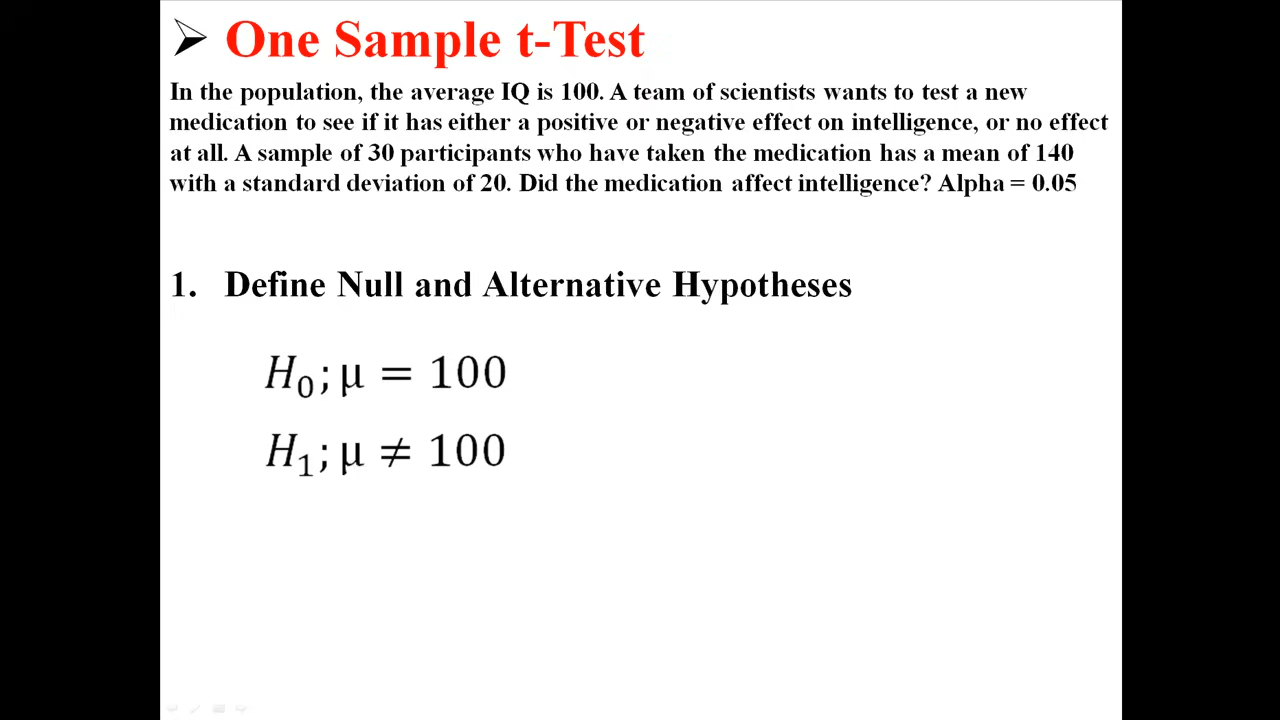 ➢ One Sample t-Test
In the population, the average IQ is 100. A team of scientists wants to test a new
medication to see if it has either a positive or negative effect on intelligence, or no effect
at all. A sample of 30 participants who have taken the medication has a mean of 140
with a standard deviation of 20. Did the medication affect intelligence? Alpha = 0.05
1. Define Null and Alternative Hypotheses
H₀; μ = 100
H₁; μ ≠ 100